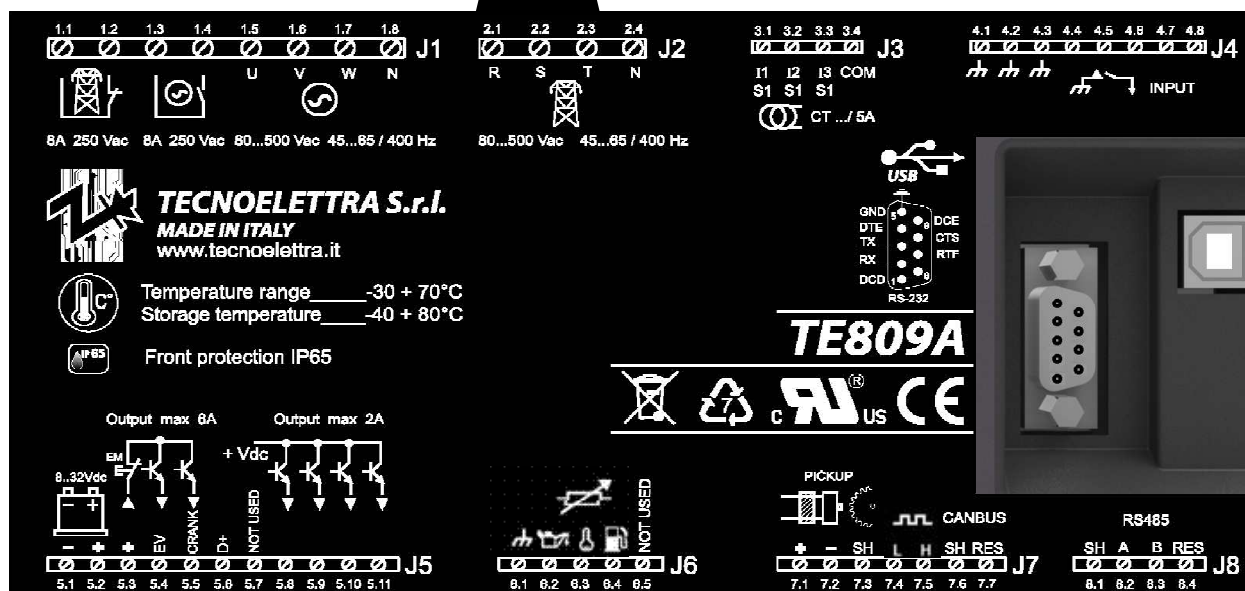 1.1 1.2 1.3 1.4 1.5 1.6 1.7 1.8
J1
U V W N
8A 250 Vac 8A 250 Vac 80...500 Vac 45...65 / 400 Hz
2.1 2.2 2.3 2.4
J2
R S T N
80...500 Vac 45...65 / 400 Hz
3.1 3.2 3.3 3.4
J3
I1 I2 I3 COM
S1 S1 S1
CT .../ 5A
4.1 4.2 4.3 4.4 4.5 4.6 4.7 4.8
J4
INPUT
TECNOELETTRA S.r.l.
MADE IN ITALY
www.tecnoelettra.it
C°
Temperature range_____-30 + 70°C
Storage temperature____-40 + 80°C
IP65
Front protection IP65
USB
GND 5
DTE
TX
RX
DCD 1
9 DCE
CTS
RTF
6
RS-232
TE809A
7
C RU ® US CE
Output max 6A
Output max 2A
EM
+ Vdc
8..32Vdc
- +
- + + EV CRANK D+ NOT USED
J5
5.1 5.2 5.3 5.4 5.5 5.6 5.7 5.8 5.9 5.10 5.11
NOT USED
J6
6.1 6.2 6.3 6.4 6.5
PICKUP
CANBUS
+ - SH L H SH RES
J7
7.1 7.2 7.3 7.4 7.5 7.6 7.7
RS485
SH A B RES
J8
8.1 8.2 8.3 8.4